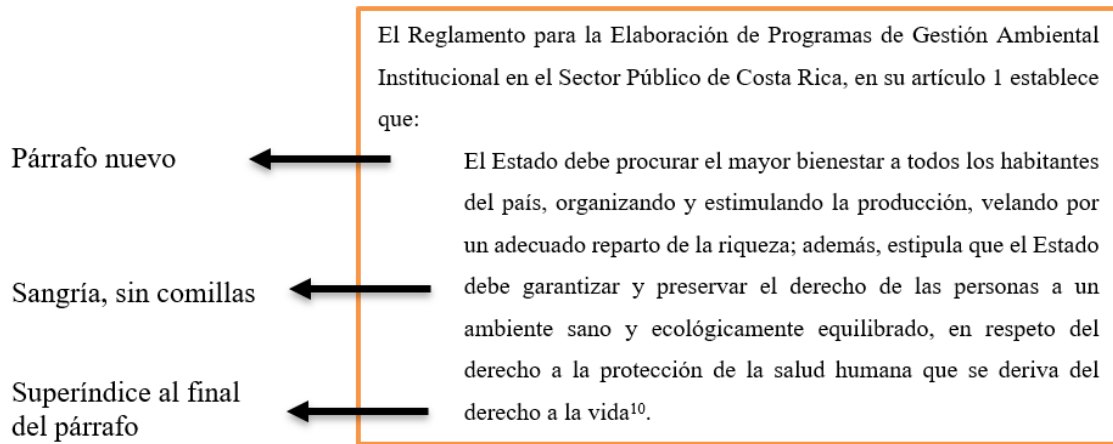 El Reglamento para la Elaboración de Programas de Gestión Ambiental
Institucional en el Sector Público de Costa Rica, en su artículo 1 establece
que:
Párrafo nuevo
El Estado debe procurar el mayor bienestar a todos los habitantes
del país, organizando y estimulando la producción, velando por
un adecuado reparto de la riqueza; además, estipula que el Estado
Sangría, sin comillas
debe garantizar y preservar el derecho de las personas a un
ambiente sano y ecológicamente equilibrado, en respeto del
derecho a la protección de la salud humana que se deriva del
derecho a la vida¹⁰.
Superíndice al final
del párrafo